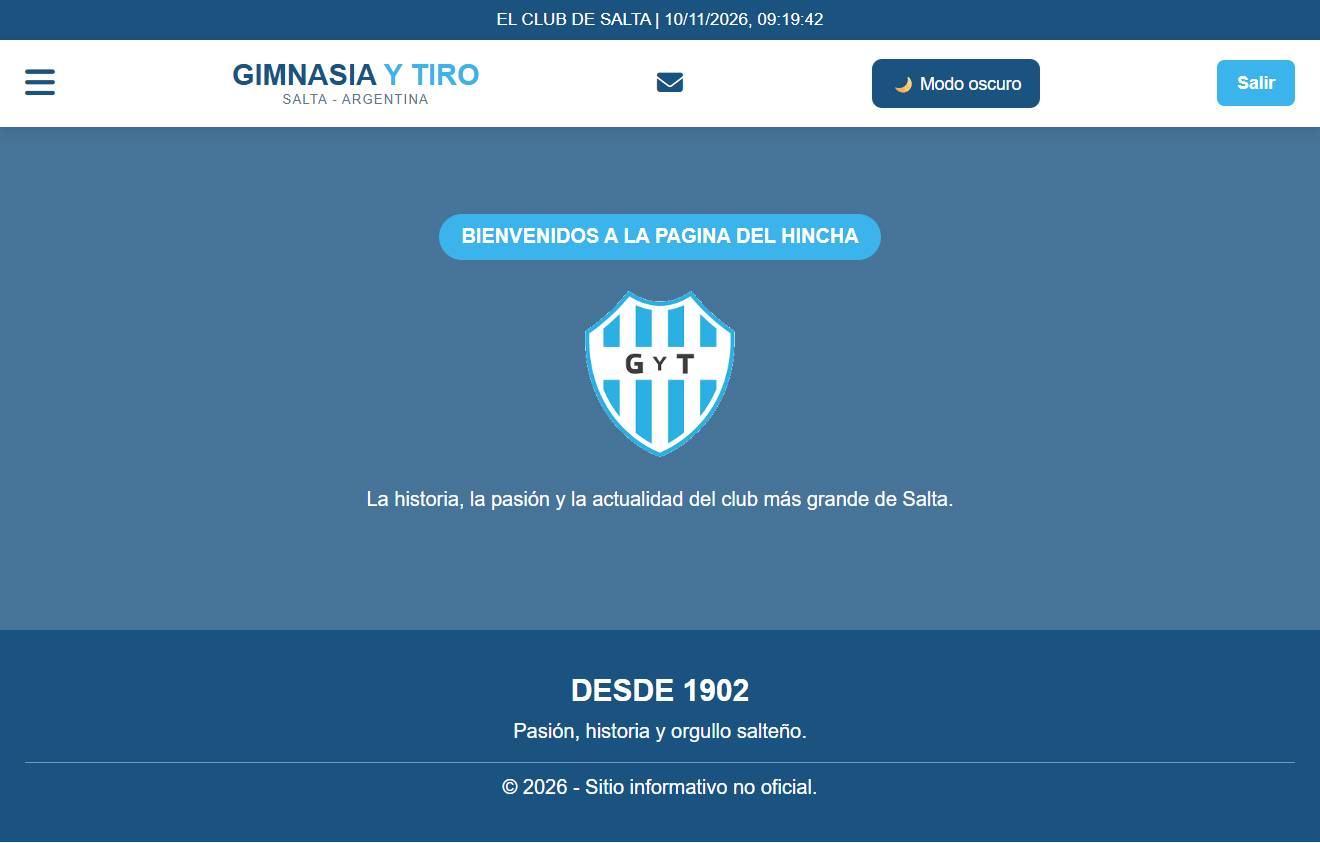 EL CLUB DE SALTA | 10/11/2026, 09:19:42
GIMNASIA Y TIRO
SALTA - ARGENTINA
Modo oscuro
Salir
BIENVENIDOS A LA PAGINA DEL HINCHA
G Y T
La historia, la pasión y la actualidad del club más grande de Salta.
DESDE 1902
Pasión, historia y orgullo salteño.
© 2026 - Sitio informativo no oficial.